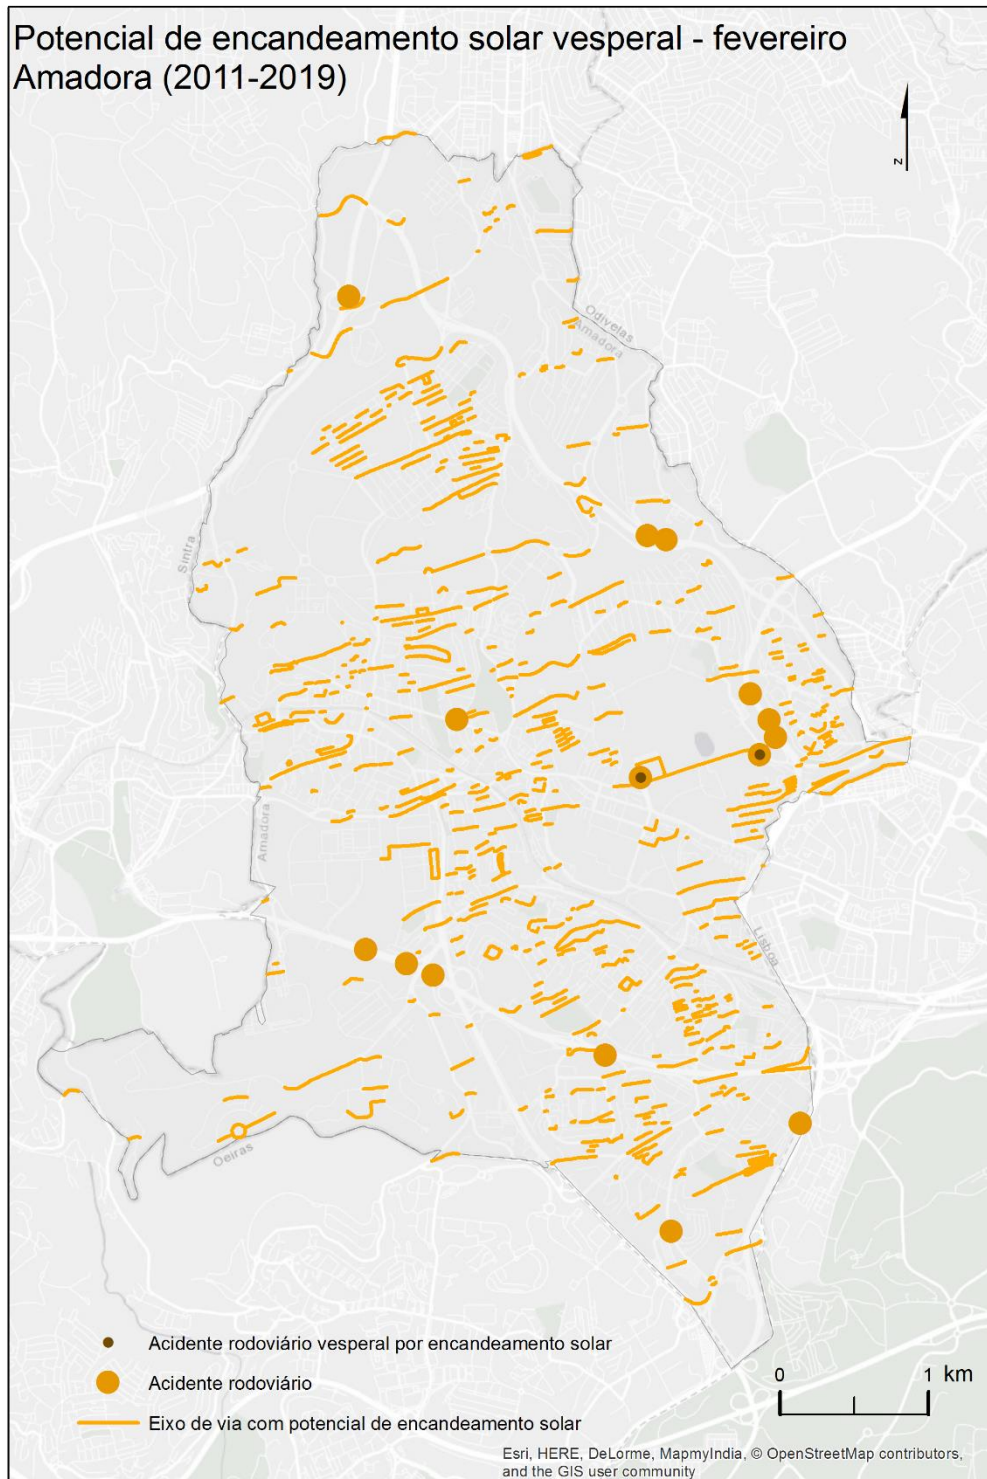 Potencial de encandeamento solar vesperal - fevereiro
Amadora (2011-2019)
z
Odivelas
Amadora
Sintra
Amadora
Lisboa
Oeiras
Acidente rodoviário vesperal por encandeamento solar
Acidente rodoviário
Eixo de via com potencial de encandeamento solar
0 1 km
Esri, HERE, DeLorme, MapmyIndia, © OpenStreetMap contributors,
and the GIS user community